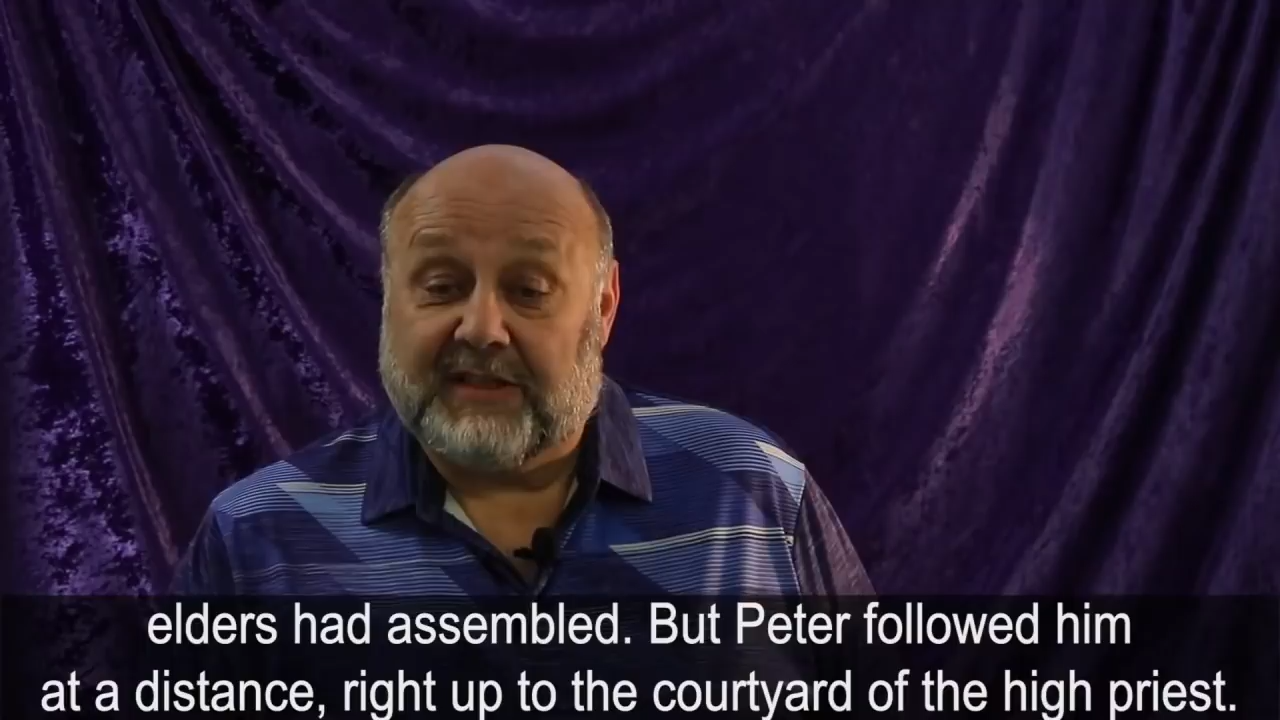 elders had assembled. But Peter followed him
at a distance, right up to the courtyard of the high priest.